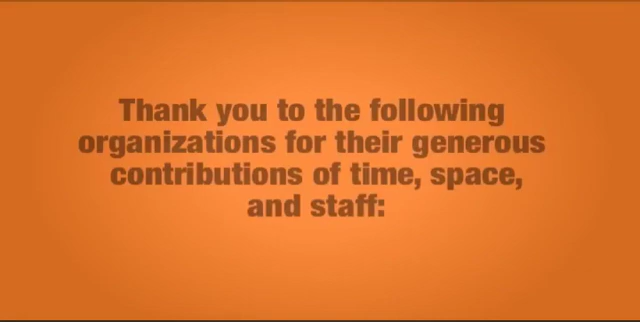 Thank you to the following
organizations for their generous
contributions of time, space,
and staff: